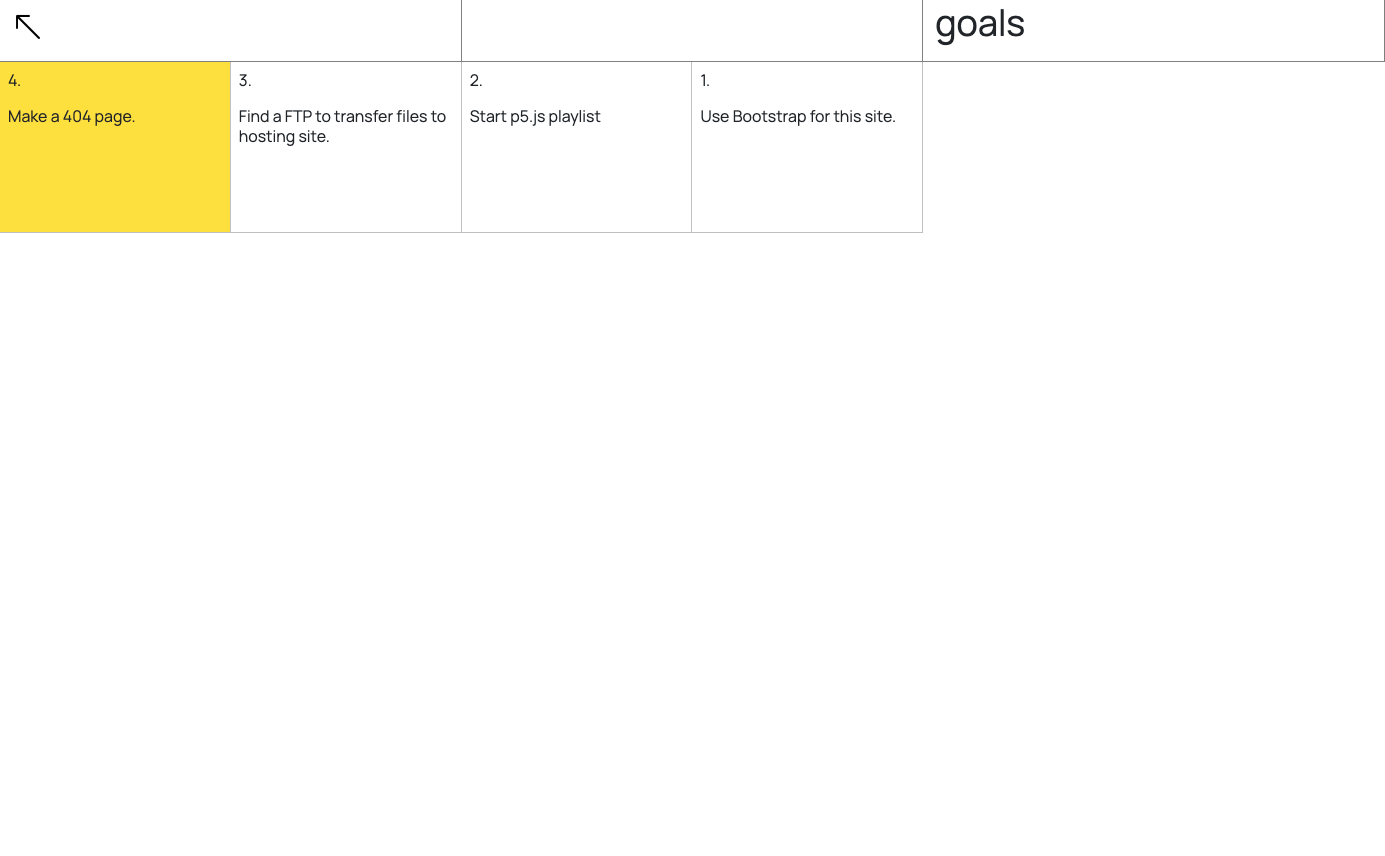 goals
4.
Make a 404 page.
3.
Find a FTP to transfer files to
hosting site.
2.
Start p5.js playlist
1.
Use Bootstrap for this site.